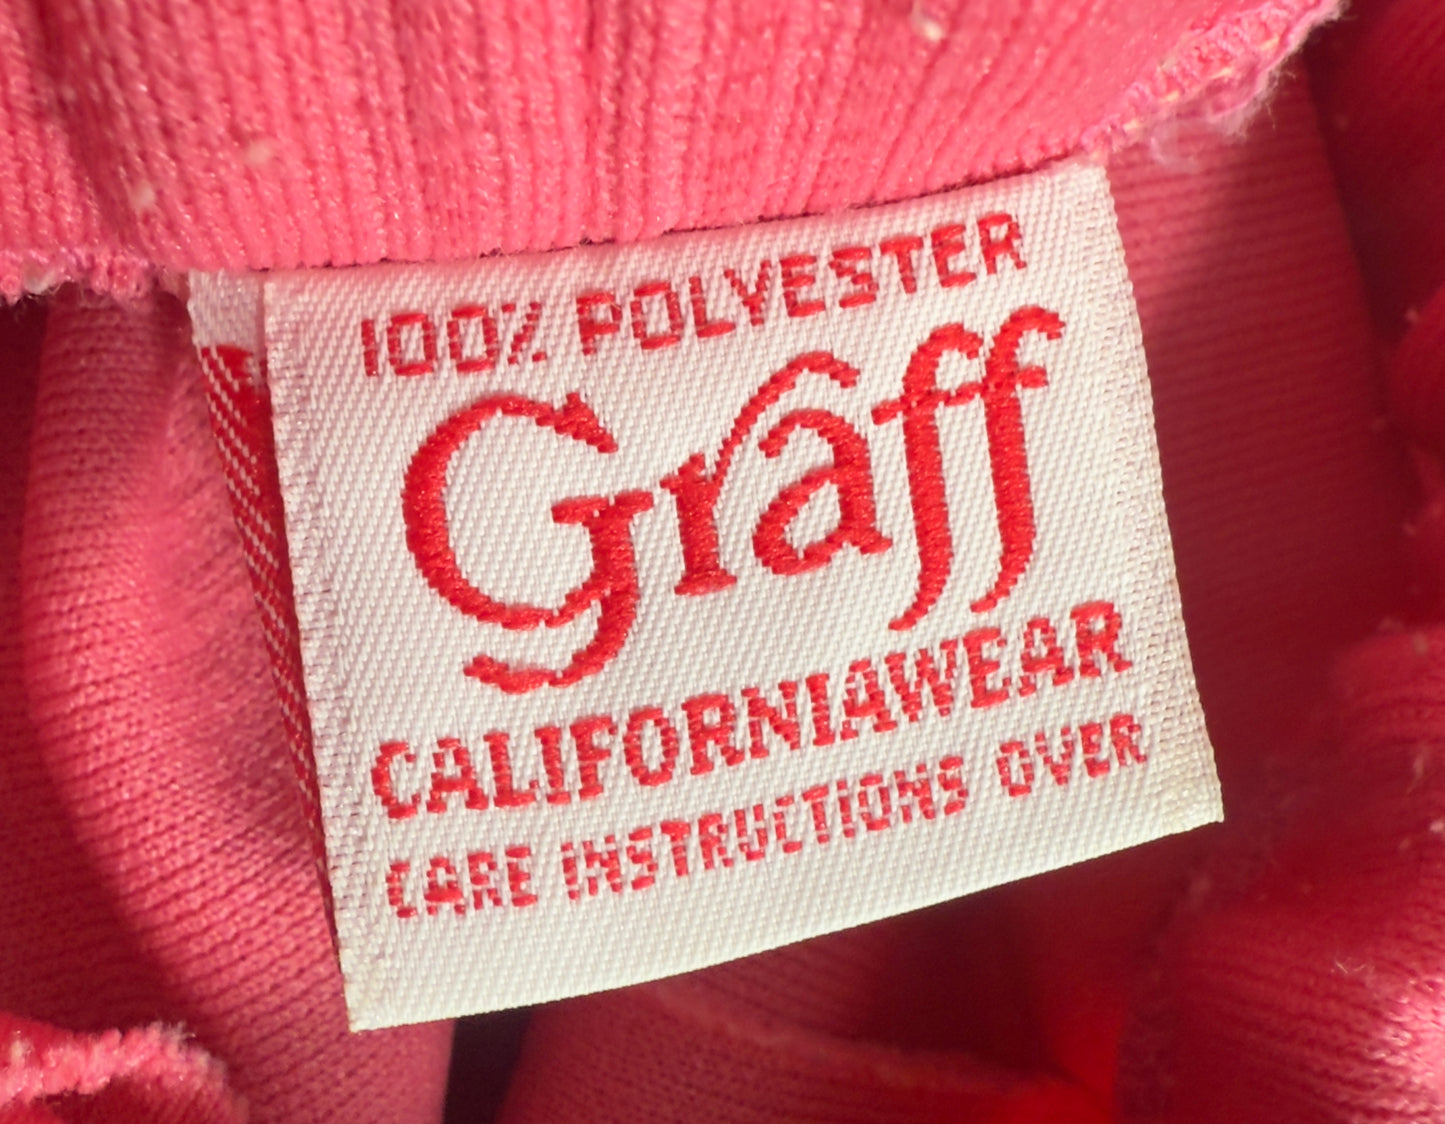 100% POLYESTER
Graff
CALIFORNIAWEAR
CARE INSTRUCTIONS OVER